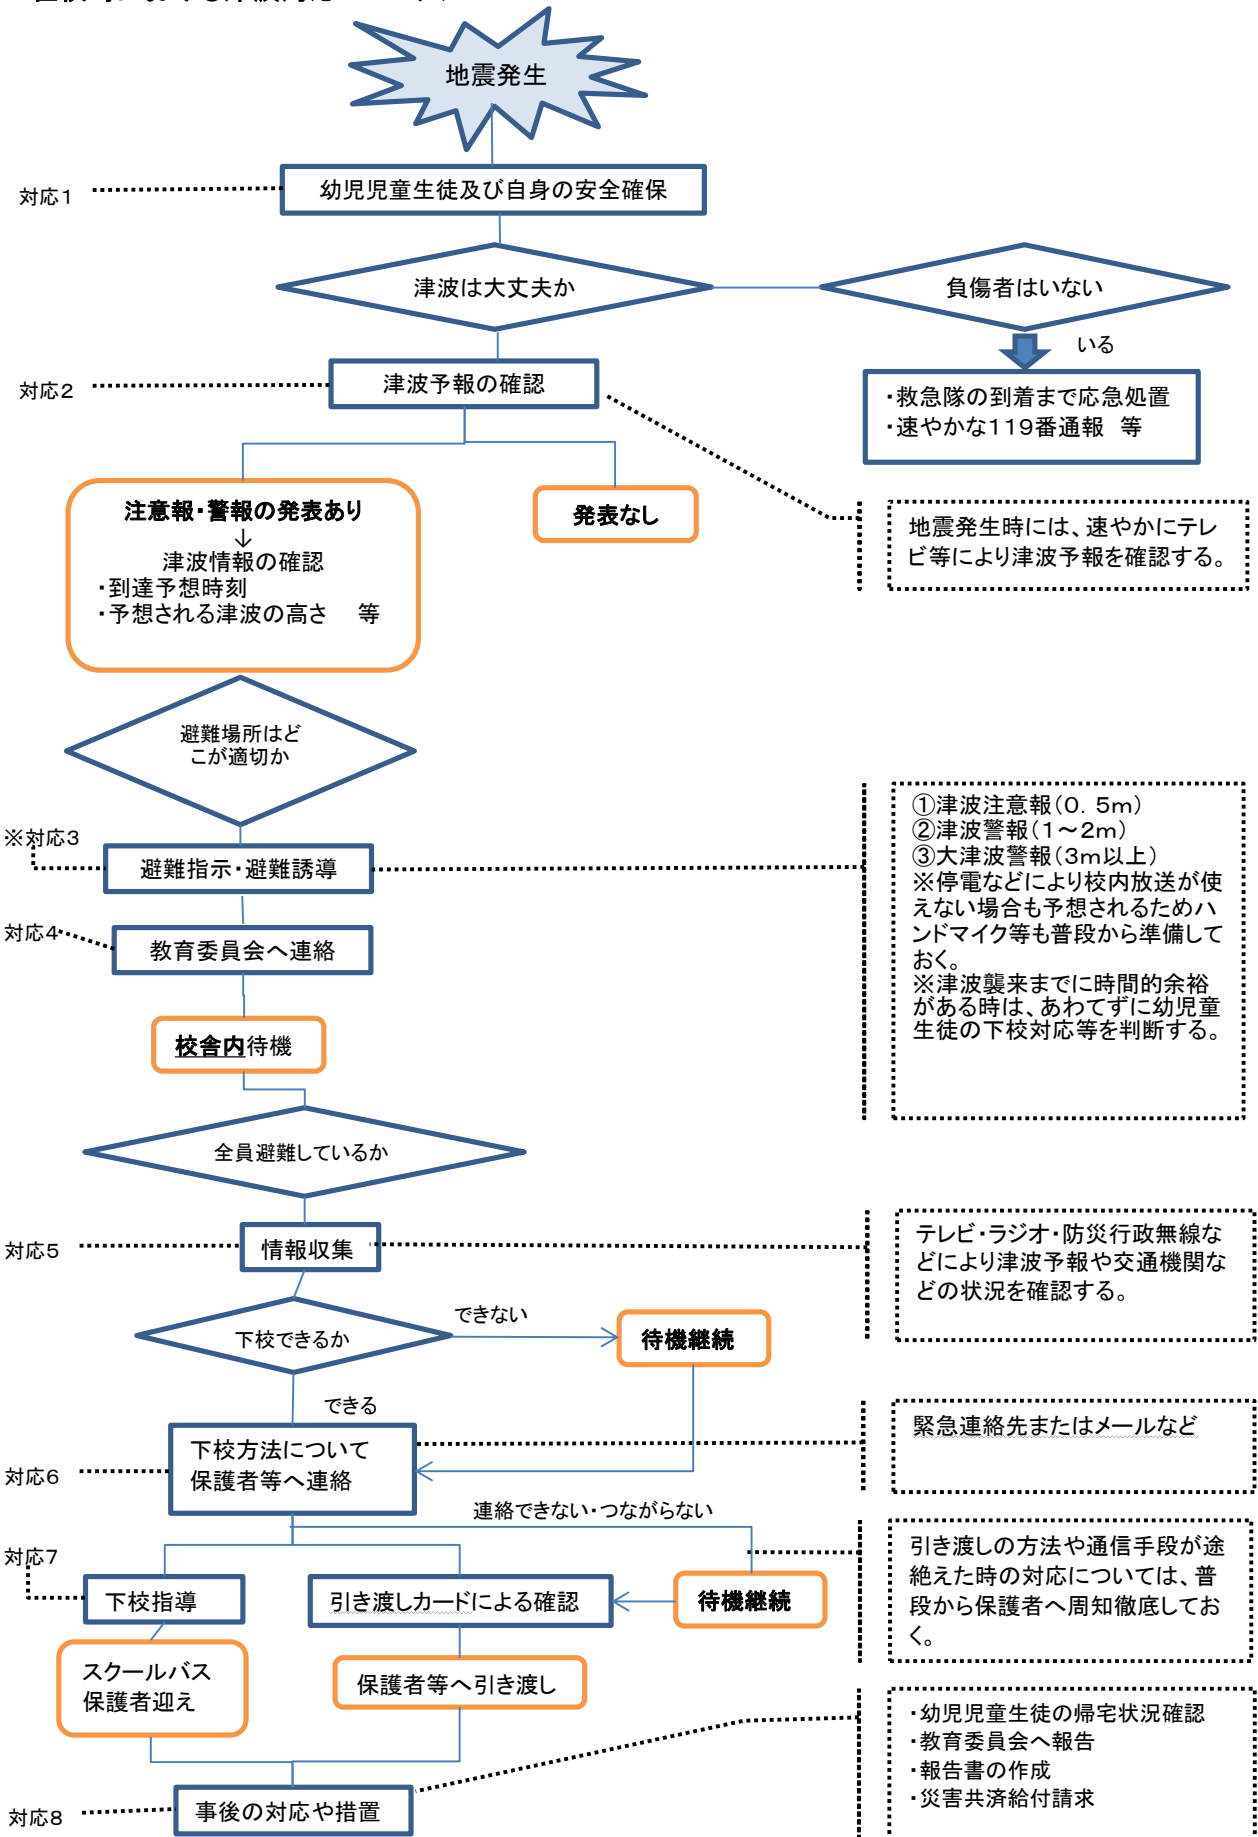 地震発生
対応1
幼児児童生徒及び自身の安全確保
津波は大丈夫か
負傷者はいない
いる
対応2
津波予報の確認
・救急隊の到着まで応急処置
・速やかな119番通報　等
注意報・警報の発表あり
↓
津波情報の確認
・到達予想時刻
・予想される津波の高さ　等
発表なし
地震発生時には、速やかにテレ
ビ等により津波予報を確認する。
避難場所はど
こが適切か
※対応3
避難指示・避難誘導
①津波注意報(0.5m)
②津波警報(1～2m)
③大津波警報(3m以上)
※停電などにより校内放送が使
えない場合も予想されるためハ
ンドマイク等も普段から準備して
おく。
※津波襲来までに時間的余裕
がある時は、あわてずに幼児童
生徒の下校対応等を判断する。
対応4
教育委員会へ連絡
校舎内待機
全員避難しているか
対応5
情報収集
テレビ・ラジオ・防災行政無線な
どにより津波予報や交通機関な
どの状況を確認する。
下校できるか
できない
待機継続
できる
対応6
下校方法について
保護者等へ連絡
緊急連絡先またはメールなど
連絡できない・つながらない
対応7
下校指導
引き渡しカードによる確認
待機継続
引き渡しの方法や通信手段が途
絶えた時の対応については、普
段から保護者へ周知徹底してお
く。
スクールバス
保護者迎え
保護者等へ引き渡し
対応8
事後の対応や措置
・幼児児童生徒の帰宅状況確認
・教育委員会へ報告
・報告書の作成
・災害共済給付請求